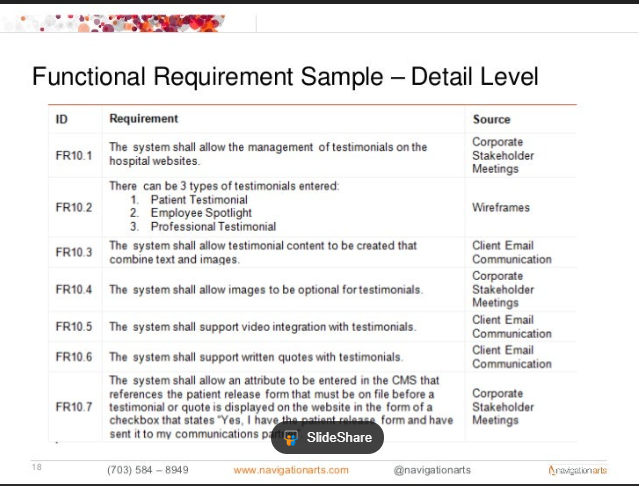 Functional Requirement Sample – Detail Level
ID Requirement Source
FR10.1 The system shall allow the management of testimonials on the
hospital websites.
Corporate
Stakeholder
Meetings
FR10.2 There can be 3 types of testimonials entered:
1. Patient Testimonial
2. Employee Spotlight
3. Professional Testimonial
Wireframes
FR10.3 The system shall allow testimonial content to be created that
combine text and images.
Client Email
Communication
FR10.4 The system shall allow images to be optional for testimonials.
Corporate
Stakeholder
Meetings
FR10.5 The system shall support video integration with testimonials.
Client Email
Communication
FR10.6 The system shall support written quotes with testimonials.
Client Email
Communication
FR10.7 The system shall allow an attribute to be entered in the CMS that
references the patient release form that must be on file before a
testimonial or quote is displayed on the website in the form of a
checkbox that states "Yes, I have the patient release form and have
sent it to my communications
Corporate
Stakeholder
Meetings
SlideShare
18 (703) 584 – 8949 www.navigationarts.com @navigationarts navigationarts